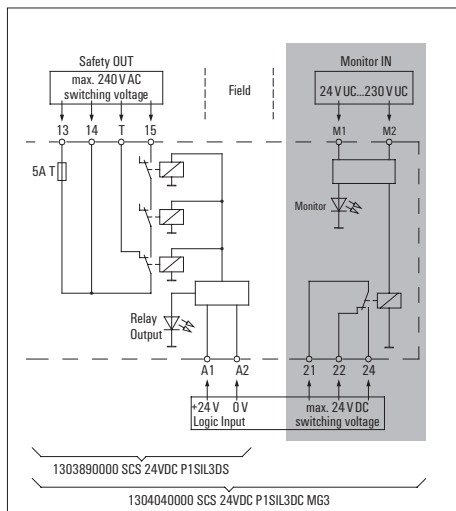 Safety OUT
Monitor IN
max. 240 V AC
switching voltage
Field
24 V UC...230 V UC
13 14 T 15
M1 M2
5A T
Monitor
Relay
Output
A1 A2 21 22 24
+24 V 0 V
Logic Input
max. 24 V DC
switching voltage
1303890000 SCS 24VDC P1SIL3DS
1304040000 SCS 24VDC P1SIL3DC MG3